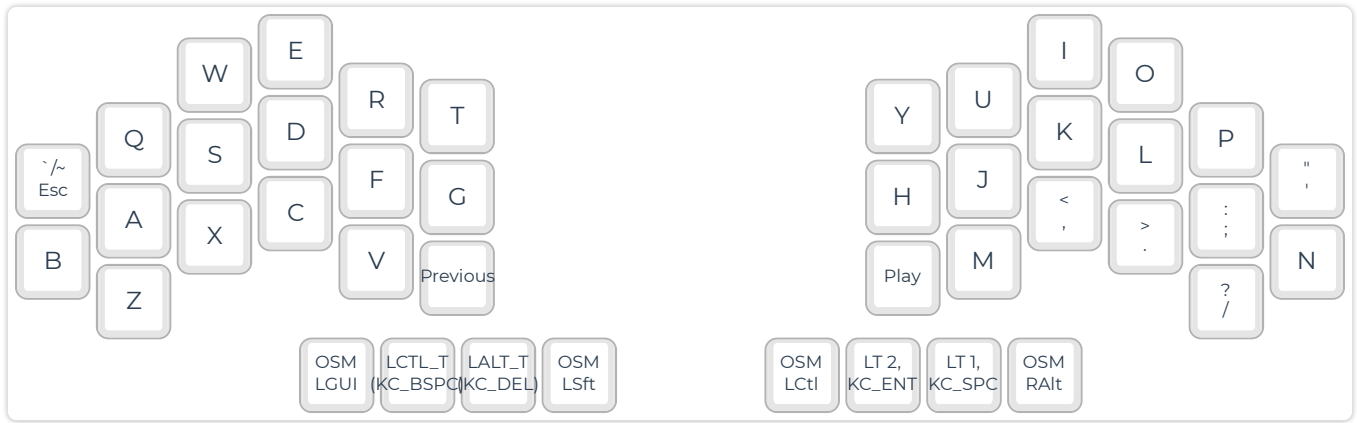 E
I
W
O
R
U
T
Y
Q
P
D
K
S
L
`/~
Esc
"
'
F
J
G
H
A
:
;
C
<
,
X
>
.
B
V
M
N
Previous
Play
Z
?
/
OSM
LGUI
LCTL_T
(KC_BSPC)
LALT_T
(KC_DEL)
OSM
LSft
OSM
LCtl
LT 2,
KC_ENT
LT 1,
KC_SPC
OSM
RAlt